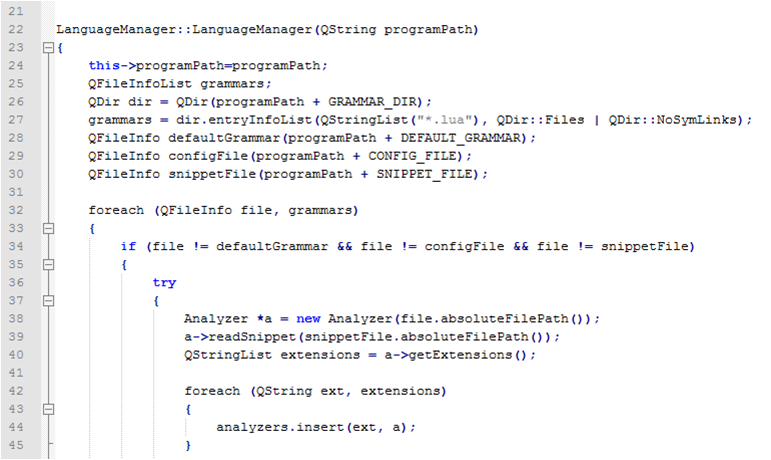 21
22 LanguageManager::LanguageManager(QString programPath)
23 {
24     this->programPath=programPath;
25     QFileInfoList grammars;
26     QDir dir = QDir(programPath + GRAMMAR_DIR);
27     grammars = dir.entryInfoList(QStringList("*.lua"), QDir::Files | QDir::NoSymLinks);
28     QFileInfo defaultGrammar(programPath + DEFAULT_GRAMMAR);
29     QFileInfo configFile(programPath + CONFIG_FILE);
30     QFileInfo snippetFile(programPath + SNIPPET_FILE);
31
32     foreach (QFileInfo file, grammars)
33     {
34         if (file != defaultGrammar && file != configFile && file != snippetFile)
35         {
36             try
37             {
38                 Analyzer *a = new Analyzer(file.absoluteFilePath());
39                 a->readSnippet(snippetFile.absoluteFilePath());
40                 QStringList extensions = a->getExtensions();
41
42                 foreach (QString ext, extensions)
43                 {
44                     analyzers.insert(ext, a);
45                 }